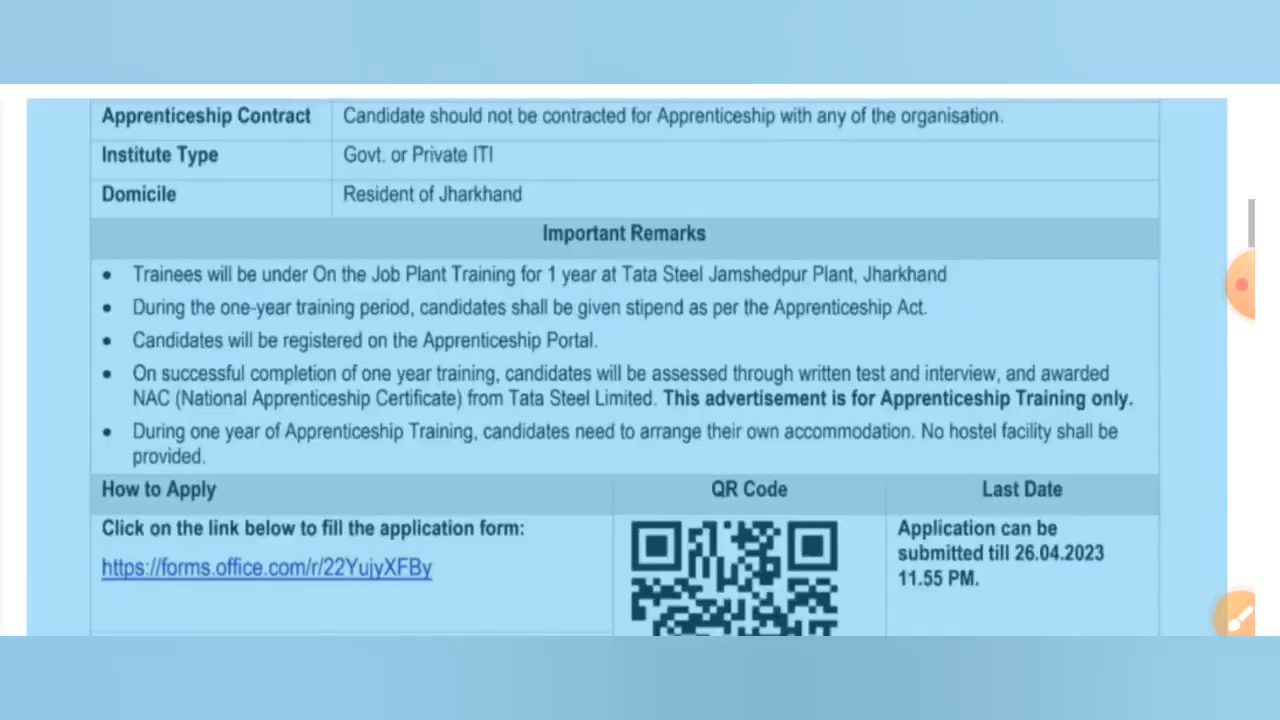 Apprenticeship Contract Candidate should not be contracted for Apprenticeship with any of the organisation.
Institute Type Govt. or Private ITI
Domicile Resident of Jharkhand
Important Remarks
• Trainees will be under On the Job Plant Training for 1 year at Tata Steel Jamshedpur Plant, Jharkhand
• During the one-year training period, candidates shall be given stipend as per the Apprenticeship Act.
• Candidates will be registered on the Apprenticeship Portal.
• On successful completion of one year training, candidates will be assessed through written test and interview, and awarded
NAC (National Apprenticeship Certificate) from Tata Steel Limited. This advertisement is for Apprenticeship Training only.
• During one year of Apprenticeship Training, candidates need to arrange their own accommodation. No hostel facility shall be
provided.
How to Apply QR Code Last Date
Click on the link below to fill the application form:
https://forms.office.com/r/22YujyXFBy
Application can be
submitted till 26.04.2023
11.55 PM.